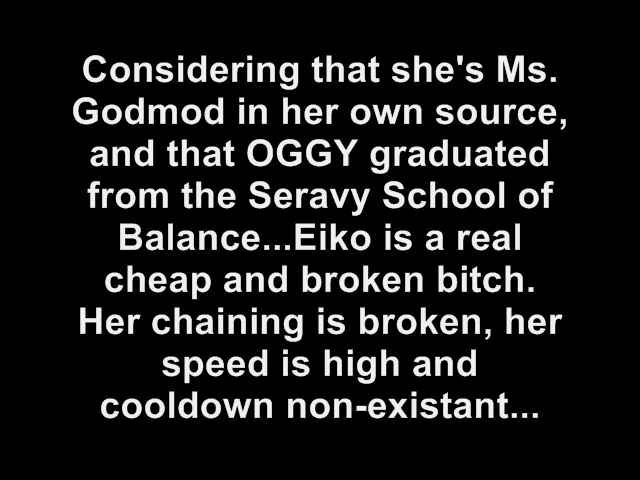 Considering that she's Ms.
Godmod in her own source,
and that OGGY graduated
from the Seravy School of
Balance...Eiko is a real
cheap and broken bitch.
Her chaining is broken, her
speed is high and
cooldown non-existant...